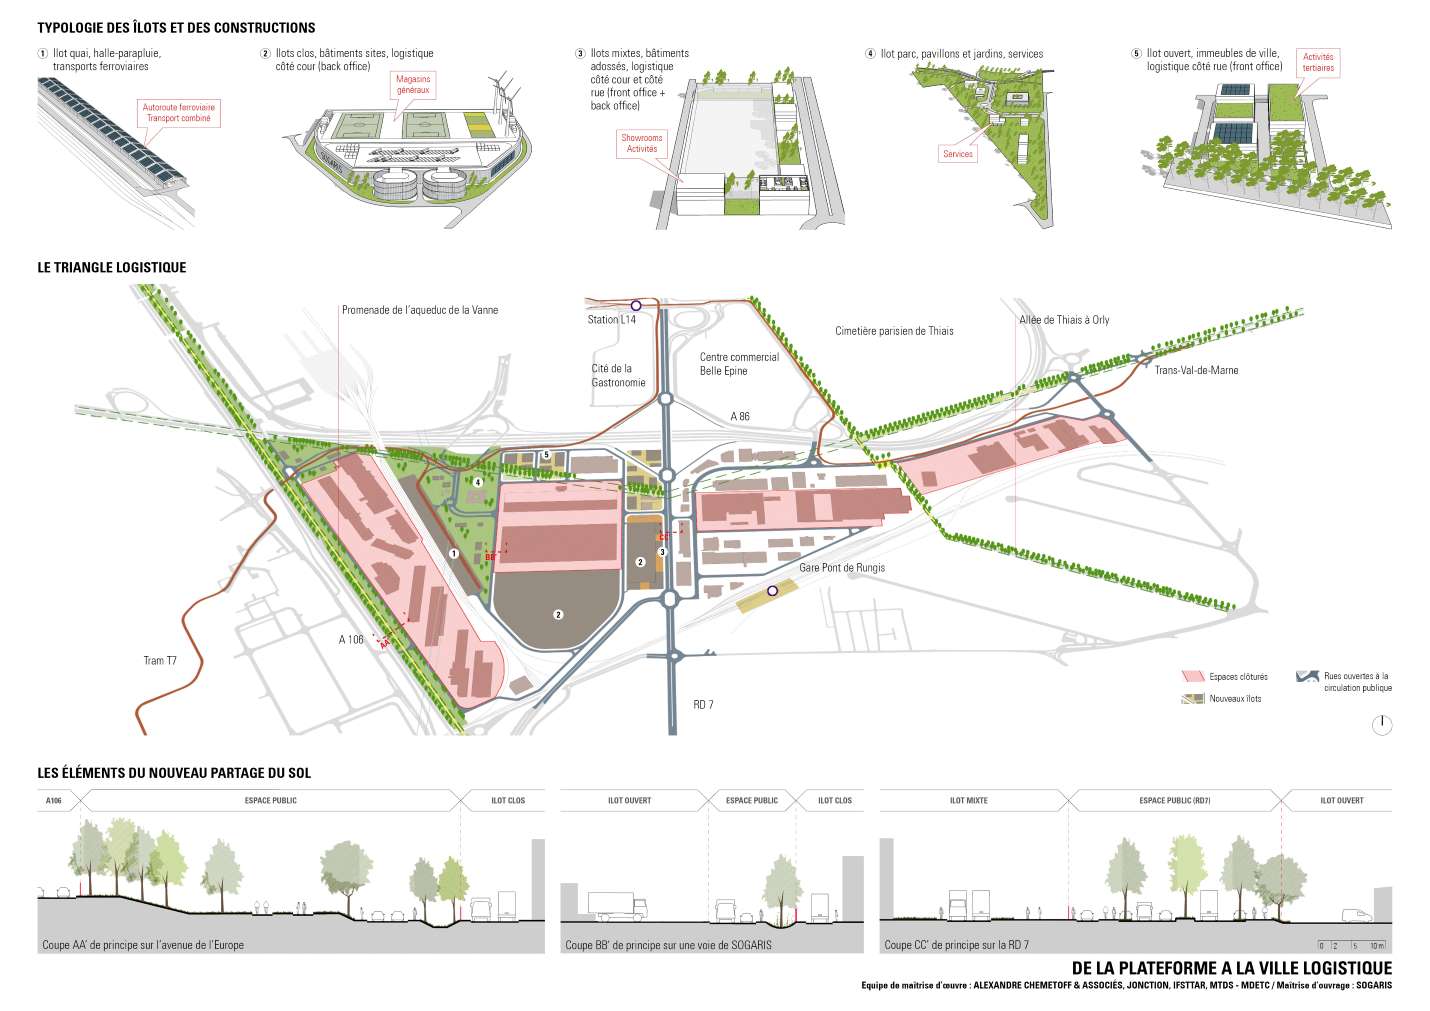 TYPOLOGIE DES ÎLOTS ET DES CONSTRUCTIONS
1 Ilot quai, halle-parapluie,
transports ferroviaires
Autoroute ferroviaire
Transport combiné
2 Ilots clos, bâtiments sites, logistique
côté cour (back office)
Magasins
généraux
SOGARIS
3 Ilots mixtes, bâtiments
adossés, logistique
côté cour et côté
rue (front office +
back office)
Showrooms
Activités
4 Ilot parc, pavillons et jardins, services
Services
5 Ilot ouvert, immeubles de ville,
logistique côté rue (front office)
Activités
tertiaires
LE TRIANGLE LOGISTIQUE
Promenade de l'aqueduc de la Vanne
Station L14
Cité de la
Gastronomie
Centre commercial
Belle Epine
Cimetière parisien de Thiais
Allée de Thiais à Orly
Trans-Val-de-Marne
A 86
5
4
1
BB'
CC'
3
2
2
Gare Pont de Rungis
A 106
AA'
Tram T7
RD 7
Espaces clôturés
Nouveaux îlots
Rues ouvertes à la
circulation publique
LES ÉLÉMENTS DU NOUVEAU PARTAGE DU SOL
A106
ESPACE PUBLIC
ILOT CLOS
Coupe AA' de principe sur l'avenue de l'Europe
ILOT OUVERT
ESPACE PUBLIC
ILOT CLOS
Coupe BB' de principe sur une voie de SOGARIS
ILOT MIXTE
ESPACE PUBLIC (RD7)
ILOT OUVERT
Coupe CC' de principe sur la RD 7
0 2 5 10 m
DE LA PLATEFORME A LA VILLE LOGISTIQUE
Equipe de maîtrise d'œuvre : ALEXANDRE CHEMETOFF & ASSOCIÉS, JONCTION, IFSTTAR, MTDS - MDETC / Maîtrise d'ouvrage : SOGARIS